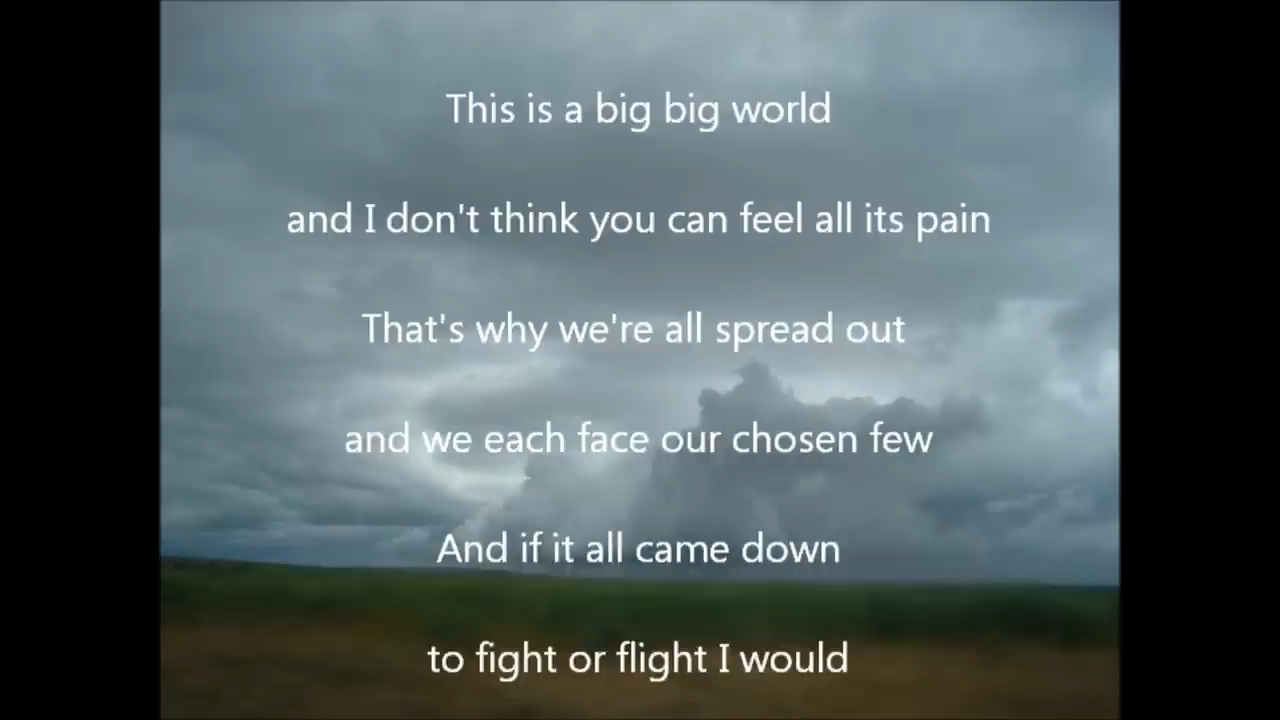 This is a big big world
and I don't think you can feel all its pain
That's why we're all spread out
and we each face our chosen few
And if it all came down
to fight or flight I would